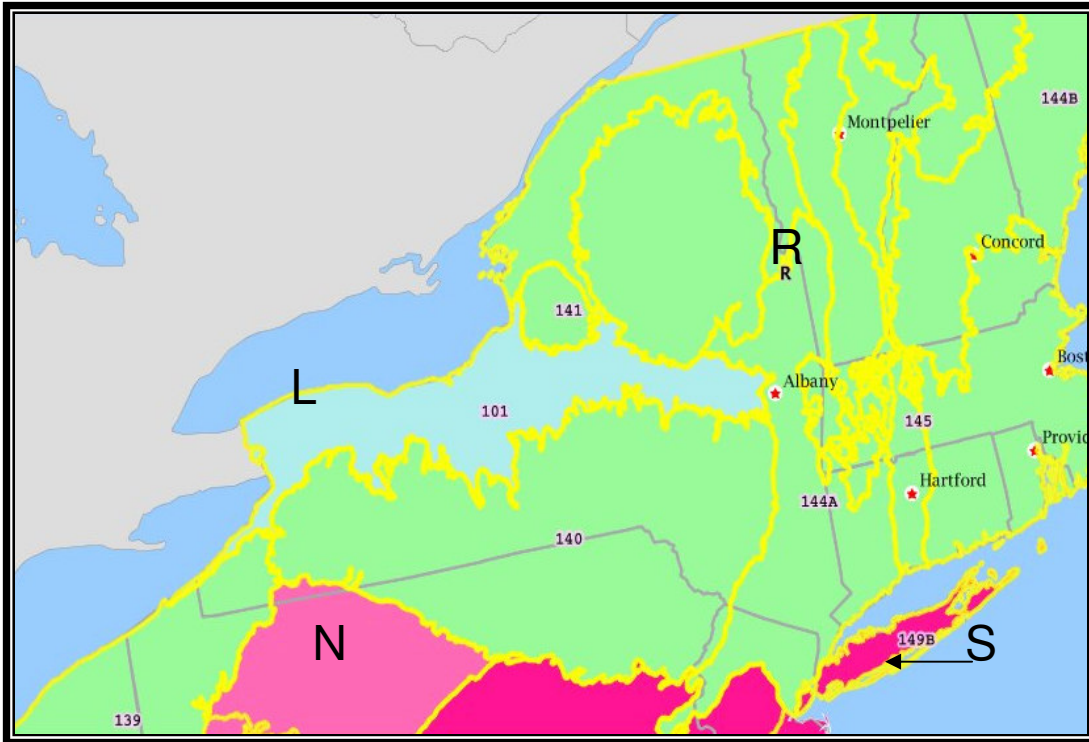 144B
Montpelier
Concord
R
R
141
Bost
L
Albany
101
145
Provid
Hartford
144A
140
N
149B
S
139